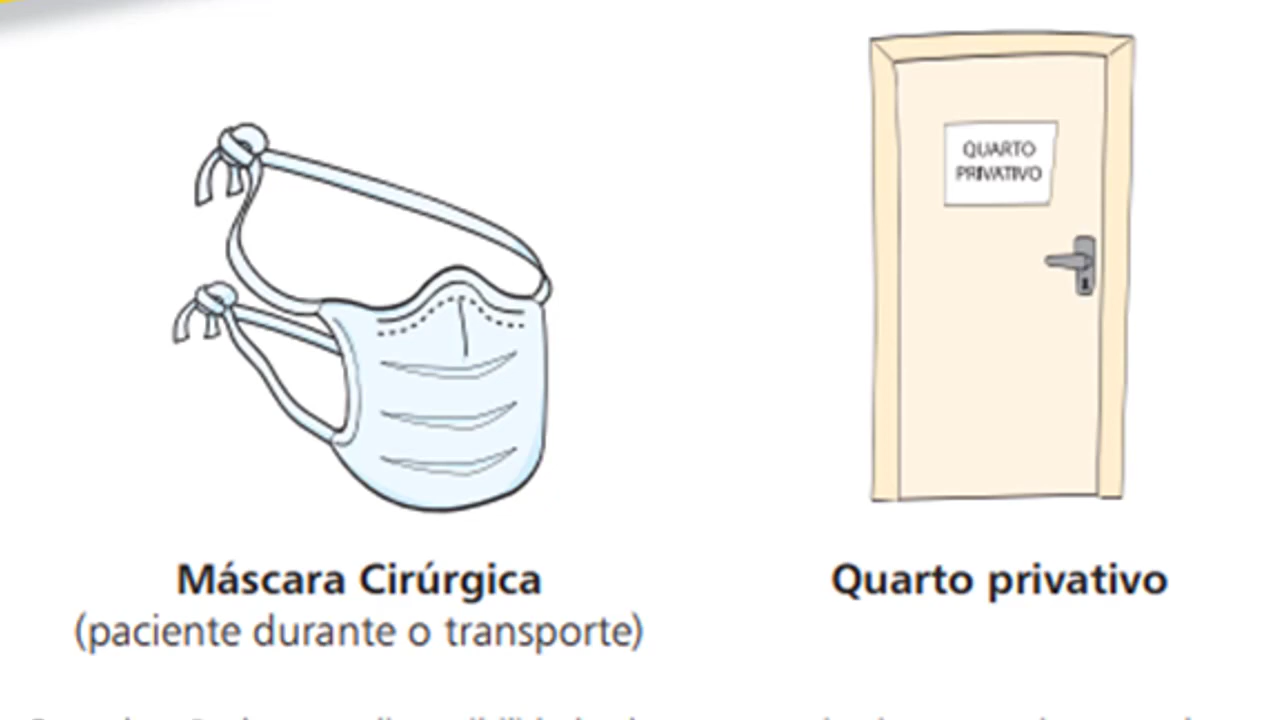 QUARTO
PRIVATIVO
Máscara Cirúrgica
(paciente durante o transporte)
Quarto privativo